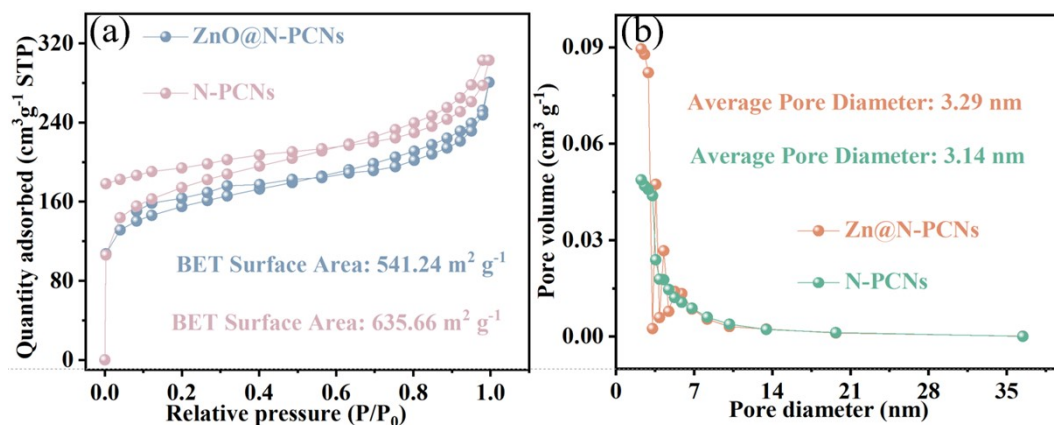 (a)
ZnO@N-PCNs
N-PCNs
BET Surface Area: 541.24 m² g⁻¹
BET Surface Area: 635.66 m² g⁻¹
Quantity adsorbed (cm³g⁻¹ STP)
320
240
160
80
0
0.0 0.2 0.4 0.6 0.8 1.0
Relative pressure (P/P₀)
(b)
Average Pore Diameter: 3.29 nm
Average Pore Diameter: 3.14 nm
Zn@N-PCNs
N-PCNs
Pore volume (cm³ g⁻¹)
0.09
0.06
0.03
0.00
0 7 14 21 28 35
Pore diameter (nm)